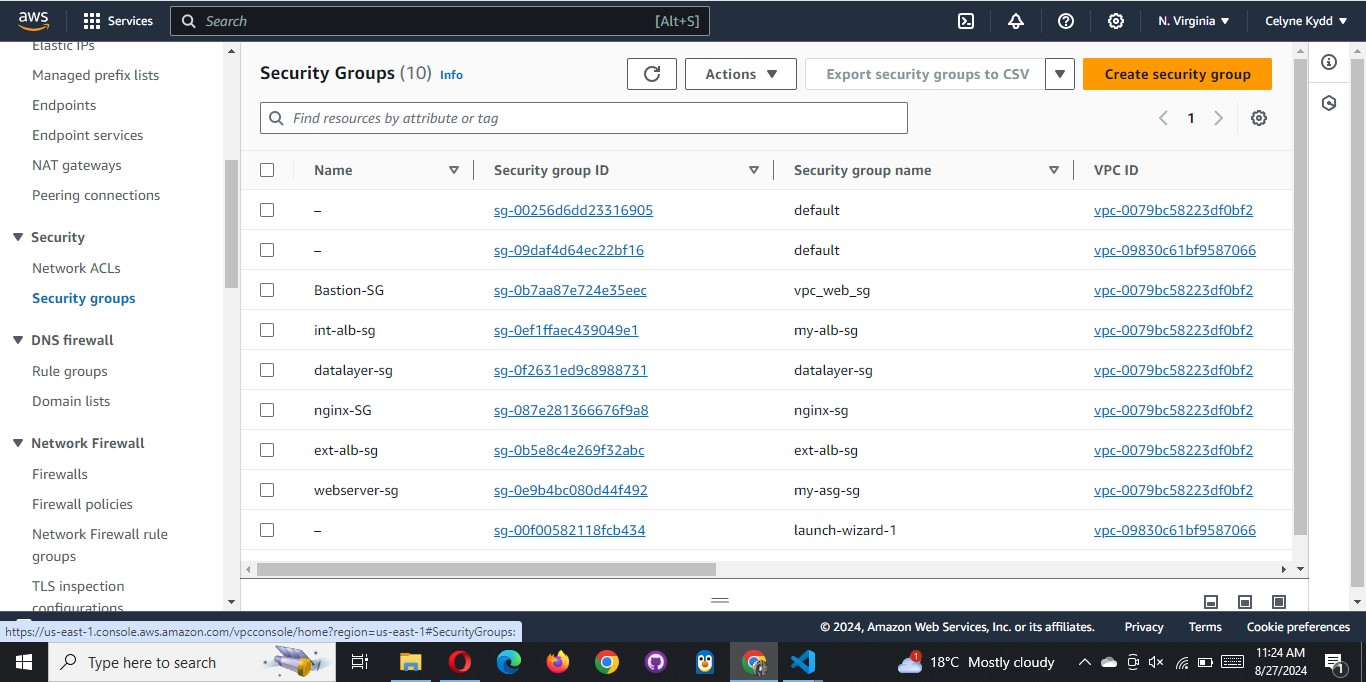 aws Services Search [Alt+S] N. Virginia Celyne Kydd
Elastic IPs
Managed prefix lists
Endpoints
Endpoint services
NAT gateways
Peering connections
Security
Network ACLs
Security groups
DNS firewall
Rule groups
Domain lists
Network Firewall
Firewalls
Firewall policies
Network Firewall rule
groups
TLS inspection
configurations
Security Groups (10) Info Actions Export security groups to CSV Create security group
Find resources by attribute or tag 1
Name Security group ID Security group name VPC ID
– sg-00256d6dd23316905 default vpc-0079bc58223df0bf2
– sg-09daf4d64ec22bf16 default vpc-09830c61bf9587066
Bastion-SG sg-0b7aa87e724e35eec vpc_web_sg vpc-0079bc58223df0bf2
int-alb-sg sg-0ef1ffaec439049e1 my-alb-sg vpc-0079bc58223df0bf2
datalayer-sg sg-0f2631ed9c8988731 datalayer-sg vpc-0079bc58223df0bf2
nginx-SG sg-087e281366676f9a8 nginx-sg vpc-0079bc58223df0bf2
ext-alb-sg sg-0b5e8c4e269f32abc ext-alb-sg vpc-0079bc58223df0bf2
webserver-sg sg-0e9b4bc080d44f492 my-asg-sg vpc-0079bc58223df0bf2
– sg-00f00582118fcb434 launch-wizard-1 vpc-09830c61bf9587066
https://us-east-1.console.aws.amazon.com/vpcconsole/home?region=us-east-1#SecurityGroups: © 2024, Amazon Web Services, Inc. or its affiliates. Privacy Terms Cookie preferences
Type here to search 1 18°C Mostly cloudy 11:24 AM
8/27/2024 1